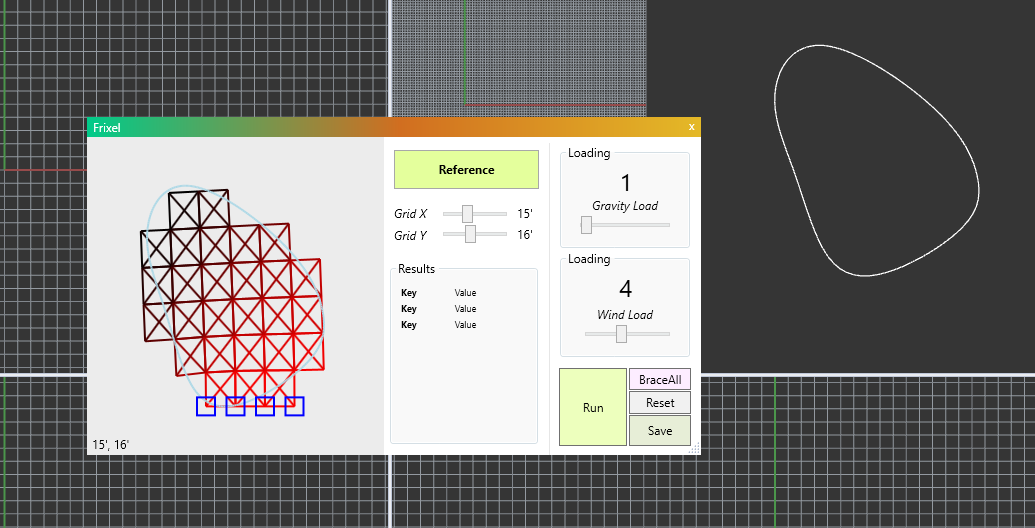 Frixel
x
Reference
Grid X 15'
Grid Y 16'
Results
Key Value
Key Value
Key Value
Loading
1
Gravity Load
Loading
4
Wind Load
Run
BraceAll
Reset
Save
15', 16'